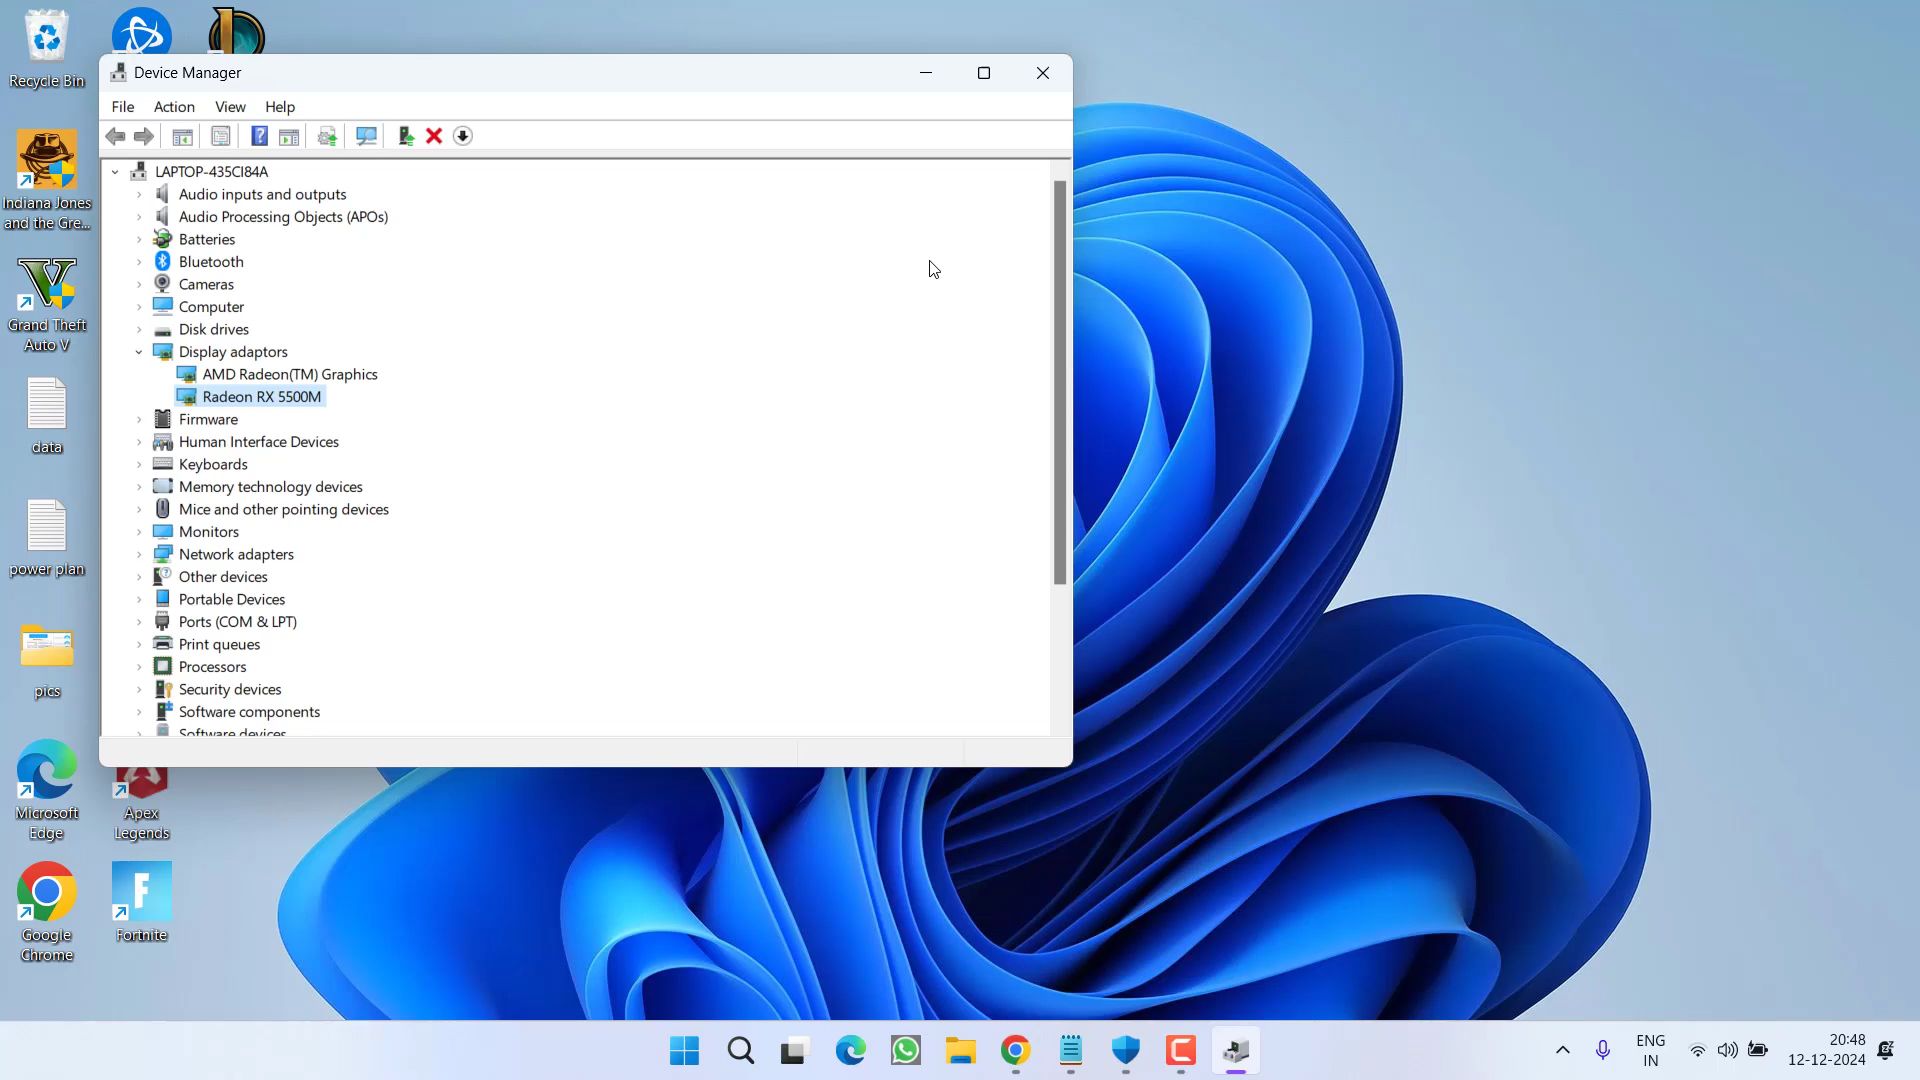 Recycle Bin
Indiana Jones
and the Gre...
Grand Theft
Auto V
data
power plan
pics
Microsoft
Edge
Google
Chrome
Apex
Legends
Fortnite
Device Manager
File Action View Help
LAPTOP-435CI84A
Audio inputs and outputs
Audio Processing Objects (APOs)
Batteries
Bluetooth
Cameras
Computer
Disk drives
Display adaptors
AMD Radeon(TM) Graphics
Radeon RX 5500M
Firmware
Human Interface Devices
Keyboards
Memory technology devices
Mice and other pointing devices
Monitors
Network adapters
Other devices
Portable Devices
Ports (COM & LPT)
Print queues
Processors
Security devices
Software components
Software devices
ENG
IN
20:48
12-12-2024